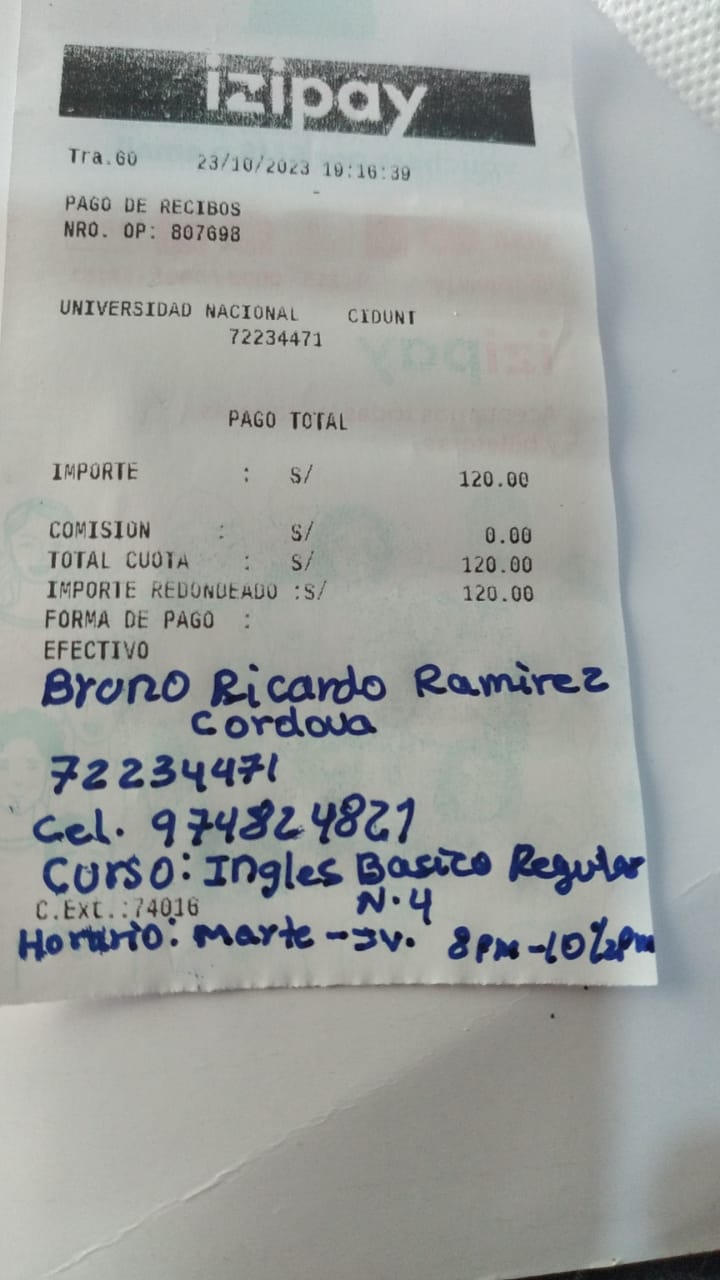 izipay
Tra.60 23/10/2023 19:16:39
PAGO DE RECIBOS
NRO. OP: 807698
UNIVERSIDAD NACIONAL CIDUNT
72234471
PAGO TOTAL
IMPORTE : S/ 120.00
COMISION : S/ 0.00
TOTAL CUOTA : S/ 120.00
IMPORTE REDONDEADO :S/ 120.00
FORMA DE PAGO :
EFECTIVO
Bruno Ricardo Ramirez
Cordova
72234471
Cel. 974824821
Curso: Ingles Basico Regular
N.4
C.Ext.:74016
Horario: Marte - Jv. 8pm - 10½pm